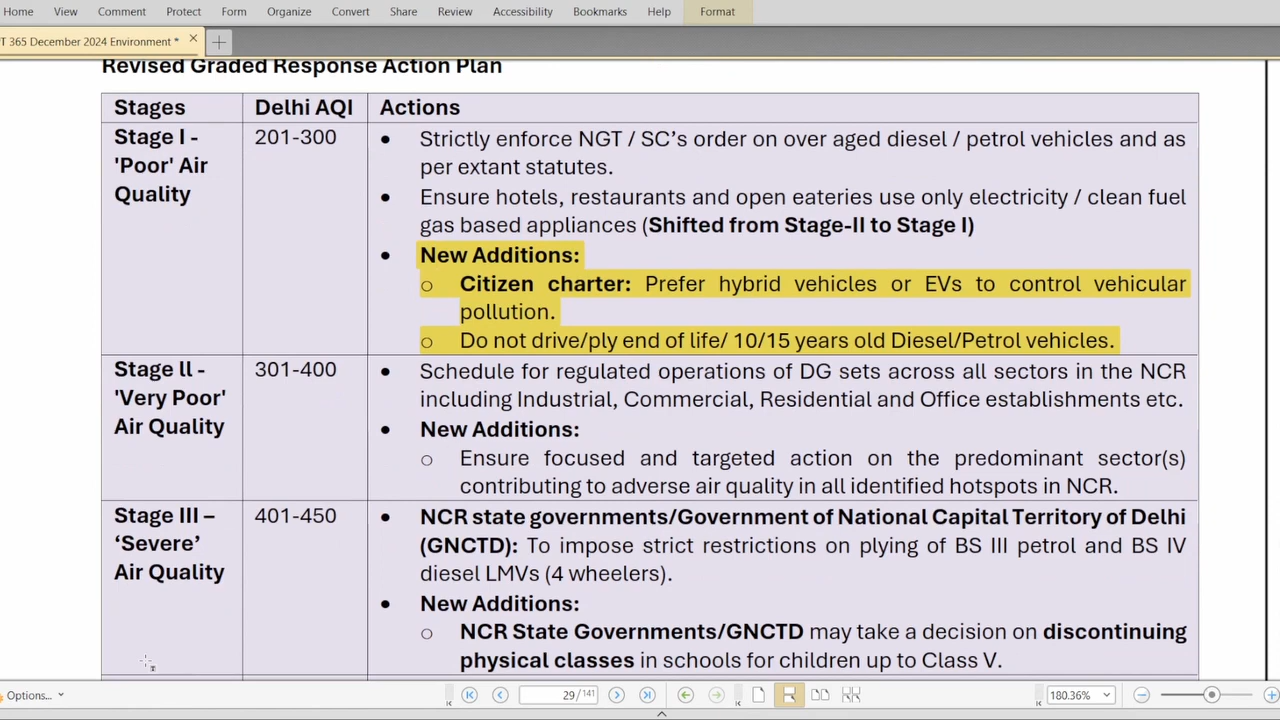 Home View Comment Protect Form Organize Convert Share Review Accessibility Bookmarks Help Format
T 365 December 2024 Environment *
Revised Graded Response Action Plan
Stages Delhi AQI Actions
Stage I - 201-300 • Strictly enforce NGT / SC’s order on over aged diesel / petrol vehicles and as
'Poor' Air per extant statutes.
Quality • Ensure hotels, restaurants and open eateries use only electricity / clean fuel
gas based appliances (Shifted from Stage-II to Stage I)
• New Additions:
○ Citizen charter: Prefer hybrid vehicles or EVs to control vehicular
pollution.
○ Do not drive/ply end of life/ 10/15 years old Diesel/Petrol vehicles.
Stage ll - 301-400 • Schedule for regulated operations of DG sets across all sectors in the NCR
'Very Poor' including Industrial, Commercial, Residential and Office establishments etc.
Air Quality • New Additions:
○ Ensure focused and targeted action on the predominant sector(s)
contributing to adverse air quality in all identified hotspots in NCR.
Stage III – 401-450 • NCR state governments/Government of National Capital Territory of Delhi
‘Severe’ (GNCTD): To impose strict restrictions on plying of BS III petrol and BS IV
Air Quality diesel LMVs (4 wheelers).
• New Additions:
○ NCR State Governments/GNCTD may take a decision on discontinuing
physical classes in schools for children up to Class V.
Options... 29 /141 180.36%